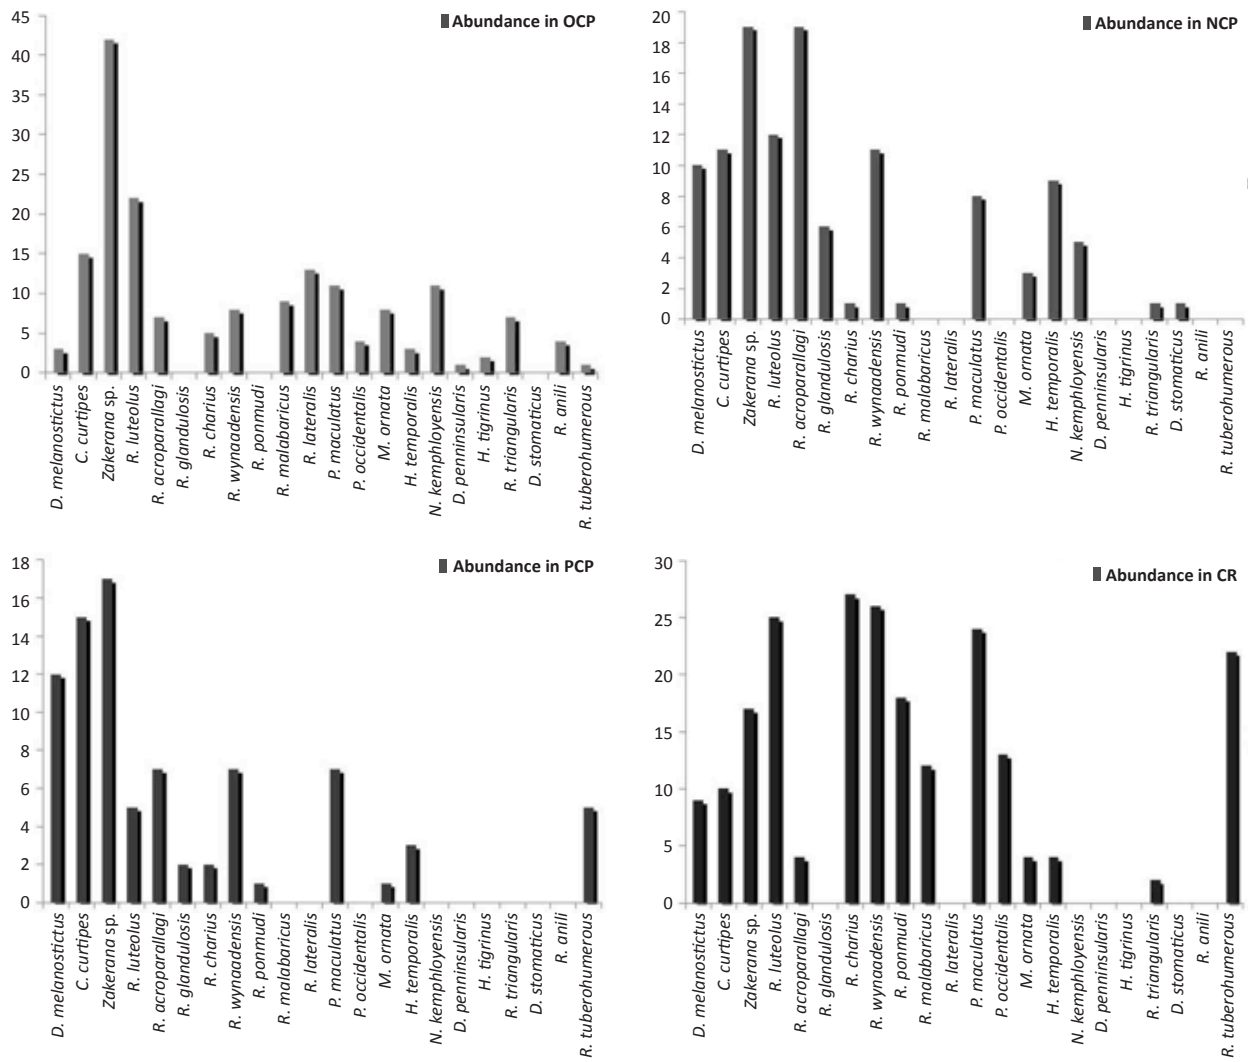 Abundance in OCP
45
40
35
30
25
20
15
10
5
0
D. melanostictus
C. curtipes
Zakerana sp.
R. luteolus
R. acroparallagi
R. glandulosis
R. charius
R. wynaadensis
R. ponmudi
R. malabaricus
R. lateralis
P. maculatus
P. occidentalis
M. ornata
H. temporalis
N. kemphloyensis
D. penninsularis
H. tigrinus
R. triangularis
D. stomaticus
R. anili
R. tuberohumerous
Abundance in NCP
20
18
16
14
12
10
8
6
4
2
0
D. melanostictus
C. curtipes
Zakerana sp.
R. luteolus
R. acroparallagi
R. glandulosis
R. charius
R. wynaadensis
R. ponmudi
R. malabaricus
R. lateralis
P. maculatus
P. occidentalis
M. ornata
H. temporalis
N. kemphloyensis
D. penninsularis
H. tigrinus
R. triangularis
D. stomaticus
R. anili
R. tuberohumerous
Abundance in PCP
18
16
14
12
10
8
6
4
2
0
D. melanostictus
C. curtipes
Zakerana sp.
R. luteolus
R. acroparallagi
R. glandulosis
R. charius
R. wynaadensis
R. ponmudi
R. malabaricus
R. lateralis
P. maculatus
P. occidentalis
M. ornata
H. temporalis
N. kemphloyensis
D. penninsularis
H. tigrinus
R. triangularis
D. stomaticus
R. anili
R. tuberohumerous
Abundance in CR
30
25
20
15
10
5
0
D. melanostictus
C. curtipes
Zakerana sp.
R. luteolus
R. acroparallagi
R. glandulosis
R. charius
R. wynaadensis
R. ponmudi
R. malabaricus
R. lateralis
P. maculatus
P. occidentalis
M. ornata
H. temporalis
N. kemphloyensis
D. penninsularis
H. tigrinus
R. triangularis
D. stomaticus
R. anili
R. tuberohumerous